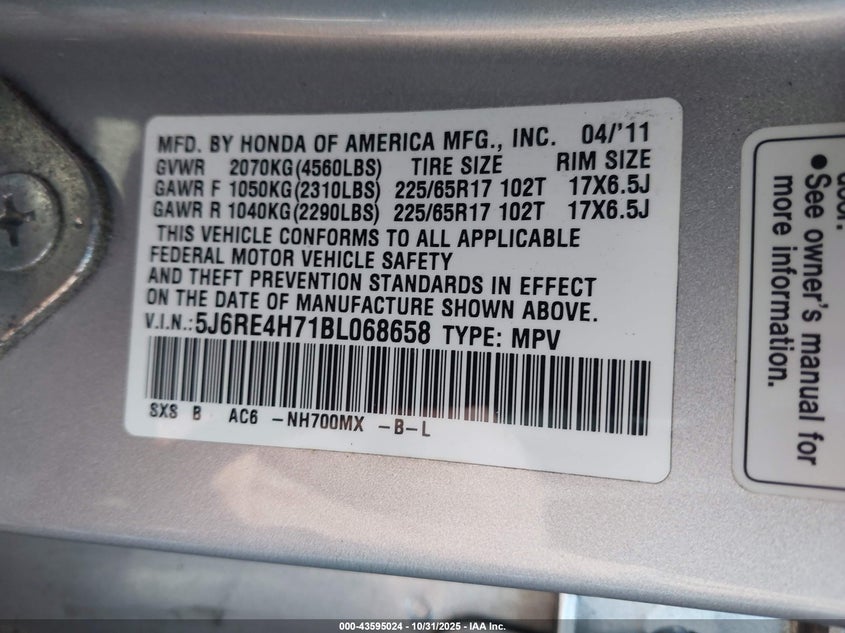 MFD. BY HONDA OF AMERICA MFG., INC. 04/'11
GVWR 2070KG(4560LBS) TIRE SIZE RIM SIZE
GAWR F 1050KG(2310LBS) 225/65R17 102T 17X6.5J
GAWR R 1040KG(2290LBS) 225/65R17 102T 17X6.5J
THIS VEHICLE CONFORMS TO ALL APPLICABLE
FEDERAL MOTOR VEHICLE SAFETY
AND THEFT PREVENTION STANDARDS IN EFFECT
ON THE DATE OF MANUFACTURE SHOWN ABOVE.
V.I.N.:5J6RE4H71BL068658 TYPE: MPV
SXS B AC6 -NH700MX -B-L
• See owner's manual for
more information.
000-43595024 - 10/31/2025 - IAA Inc.